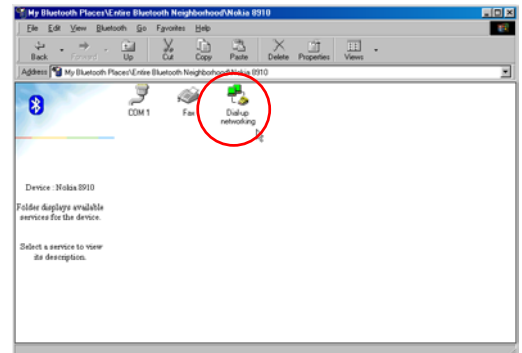 My Bluetooth Places\Entire Bluetooth Neighborhood\Nokia 8910
File Edit View Bluetooth Go Favorites Help
Back Forward Up Cut Copy Paste Delete Properties Views
Address My Bluetooth Places\Entire Bluetooth Neighborhood\Nokia 8910
COM 1 Fax Dial-up
networking
Device : Nokia 8910
Folder displays available
services for the device.
Select a service to view
its description.